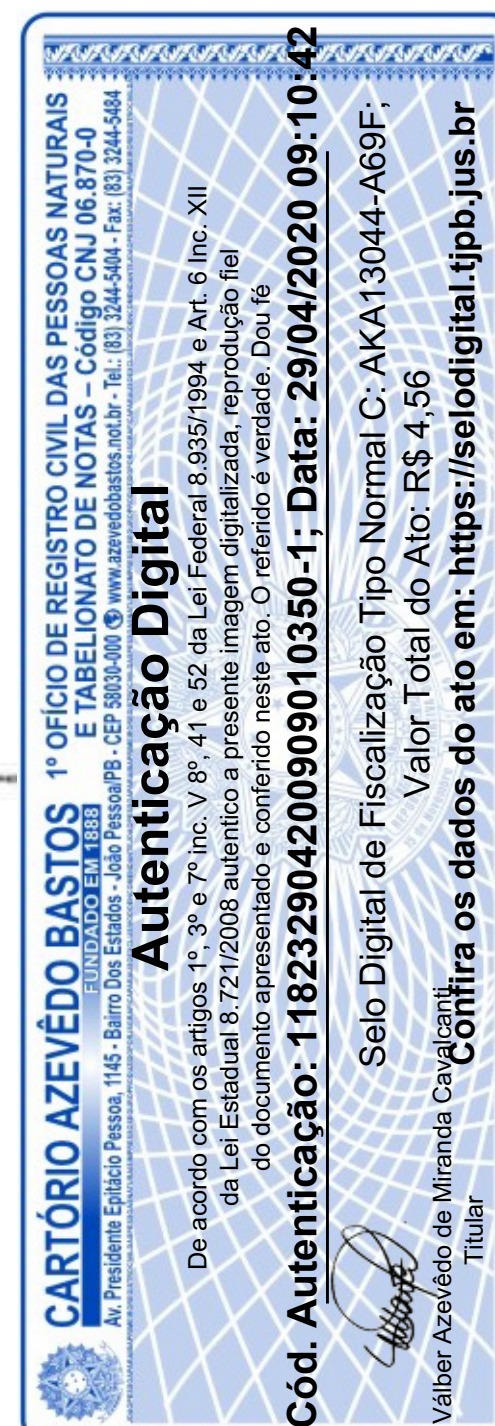 CARTÓRIO AZEVÊDO BASTOS
FUNDADO EM 1888
1º OFÍCIO DE REGISTRO CIVIL DAS PESSOAS NATURAIS
E TABELIONATO DE NOTAS – Código CNJ 06.870-0
Av. Presidente Epitácio Pessoa, 1145 - Bairro Dos Estados - João Pessoa/PB - CEP 58030-000 www.azevedobastos.not.br - Tel.: (83) 3244-5404 - Fax: (83) 3244-5484
Autenticação Digital
De acordo com os artigos 1º, 3º e 7º inc. V 8º, 41 e 52 da Lei Federal 8.935/1994 e Art. 6 Inc. XII
da Lei Estadual 8.721/2008 autentico a presente imagem digitalizada, reprodução fiel
do documento apresentado e conferido neste ato. O referido é verdade. Dou fé
Cód. Autenticação: 118232904200909010350-1; Data: 29/04/2020 09:10:42
Selo Digital de Fiscalização Tipo Normal C: AKA13044-A69F;
Valor Total do Ato: R$ 4,56
Válber Azevêdo de Miranda Cavalcanti
Titular
Confira os dados do ato em: https://selodigital.tjpb.jus.br